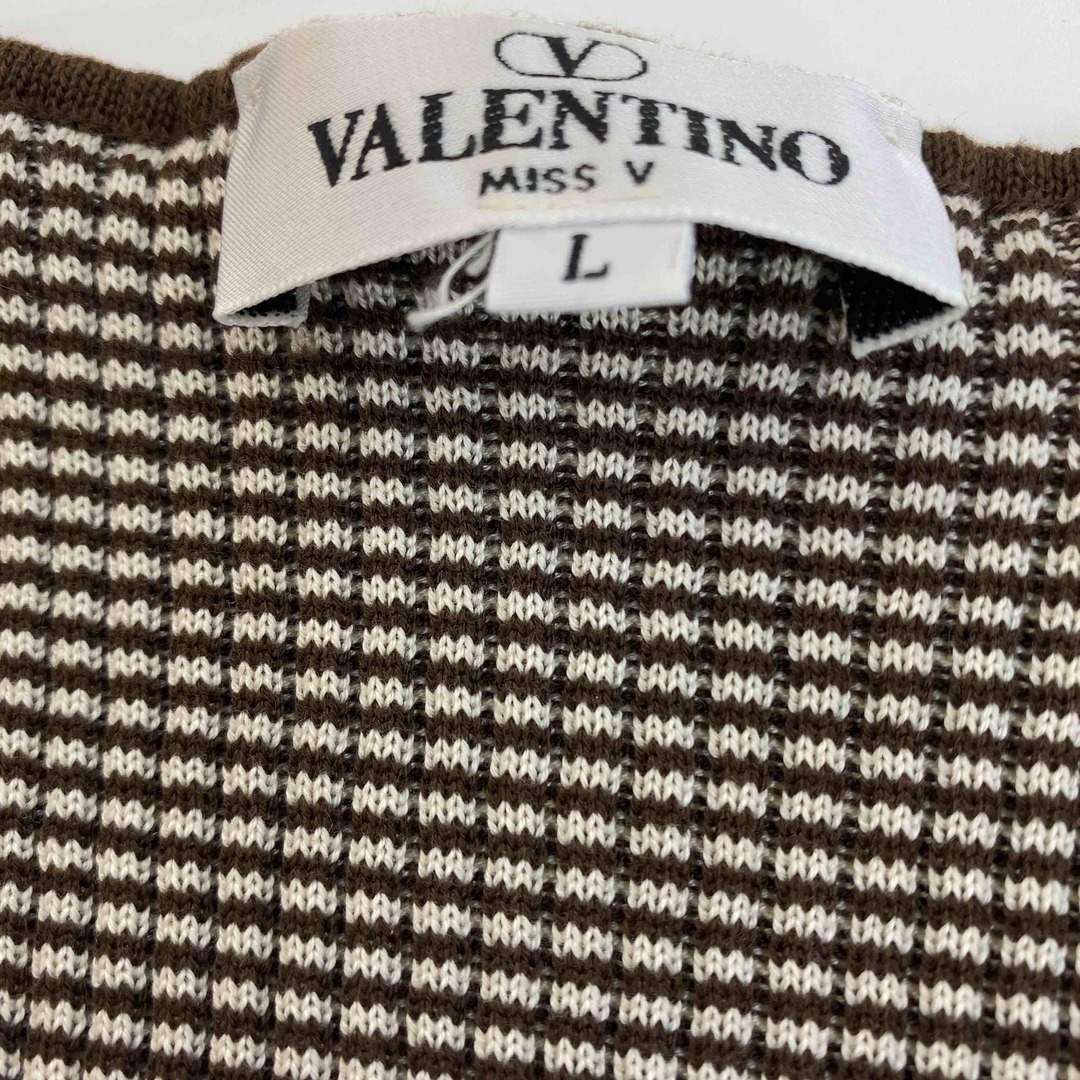 V
VALENTINO
MISS V
L